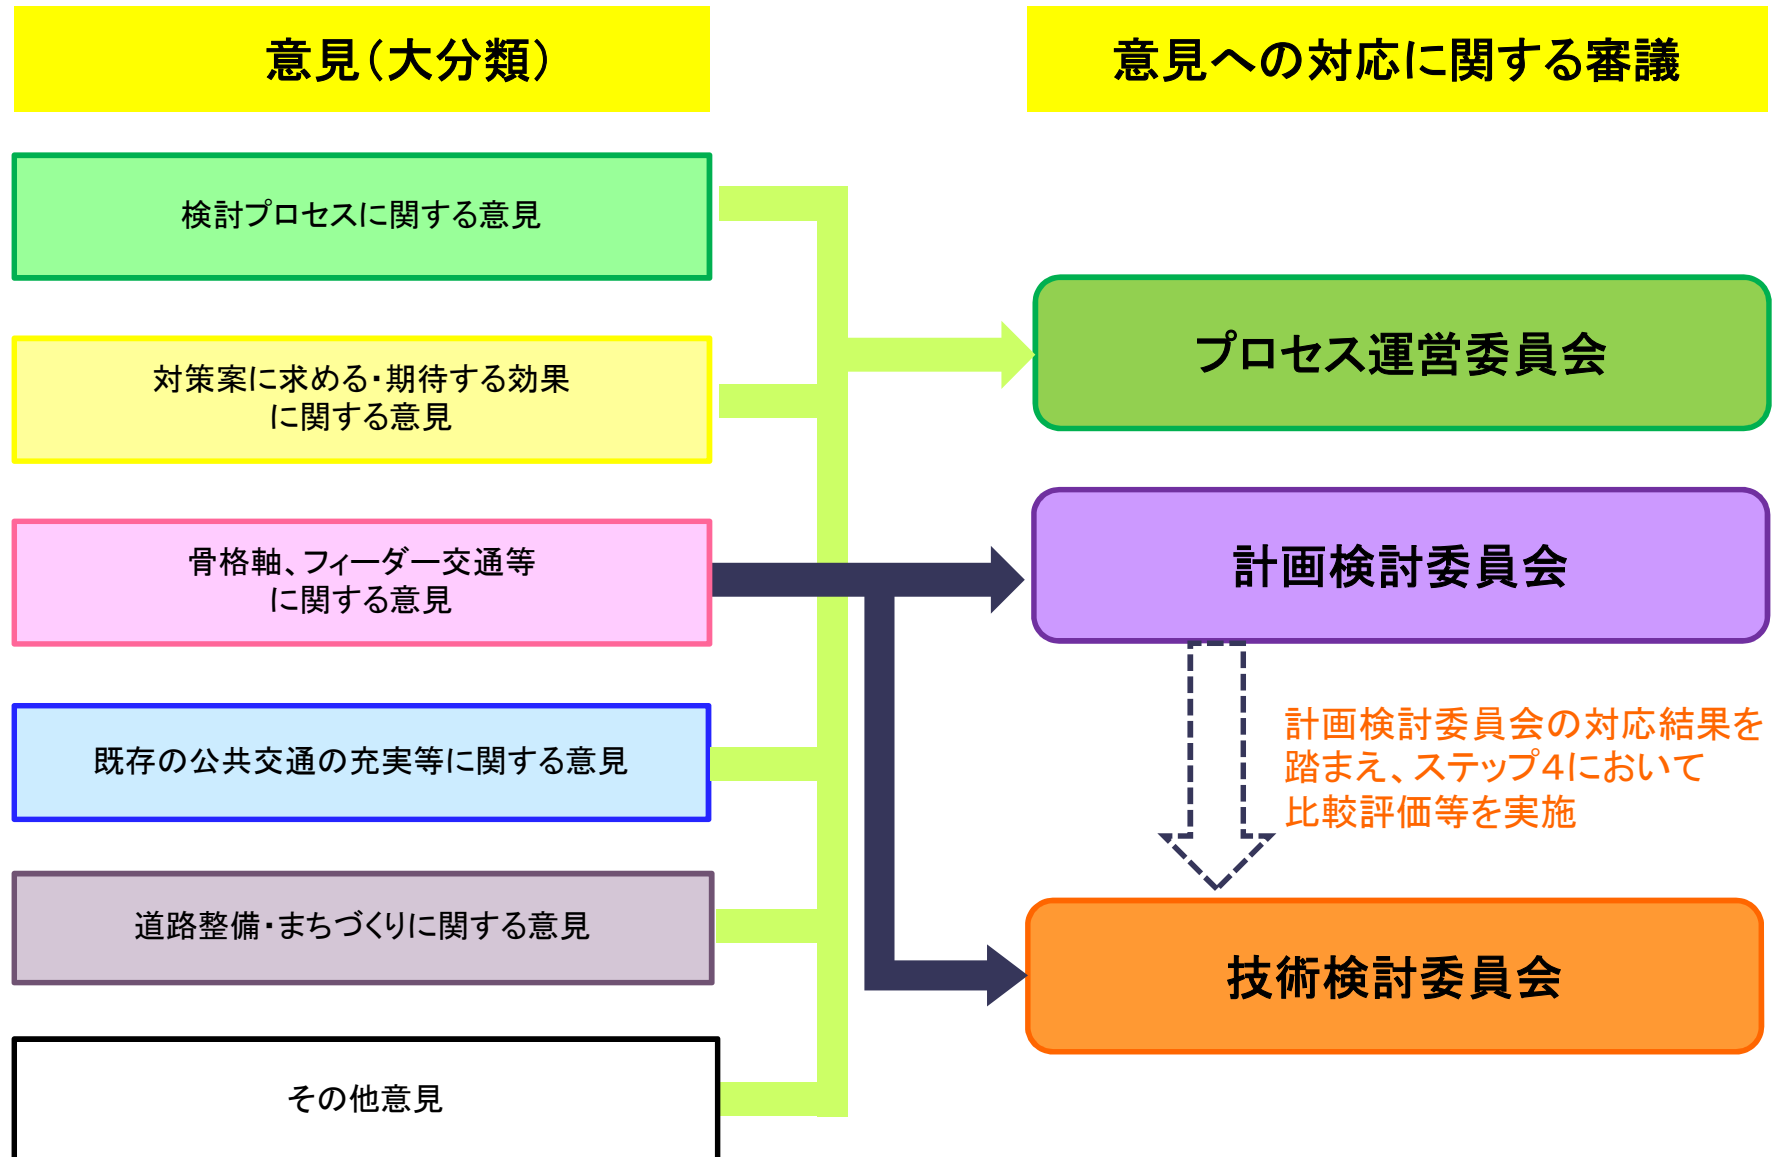 意見（大分類）
検討プロセスに関する意見
対策案に求める・期待する効果
に関する意見
骨格軸、フィーダー交通等
に関する意見
既存の公共交通の充実等に関する意見
道路整備・まちづくりに関する意見
その他意見
意見への対応に関する審議
プロセス運営委員会
計画検討委員会
計画検討委員会の対応結果を
踏まえ、ステップ４において
比較評価等を実施
技術検討委員会